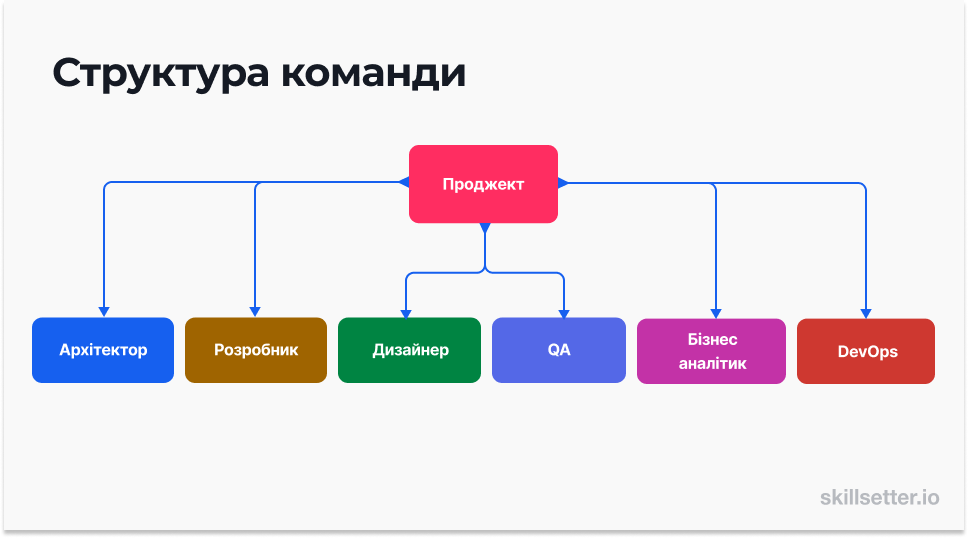 Структура команди
Проджект
Архітектор
Розробник
Дизайнер
QA
Бізнес
аналітик
DevOps
skillsetter.io